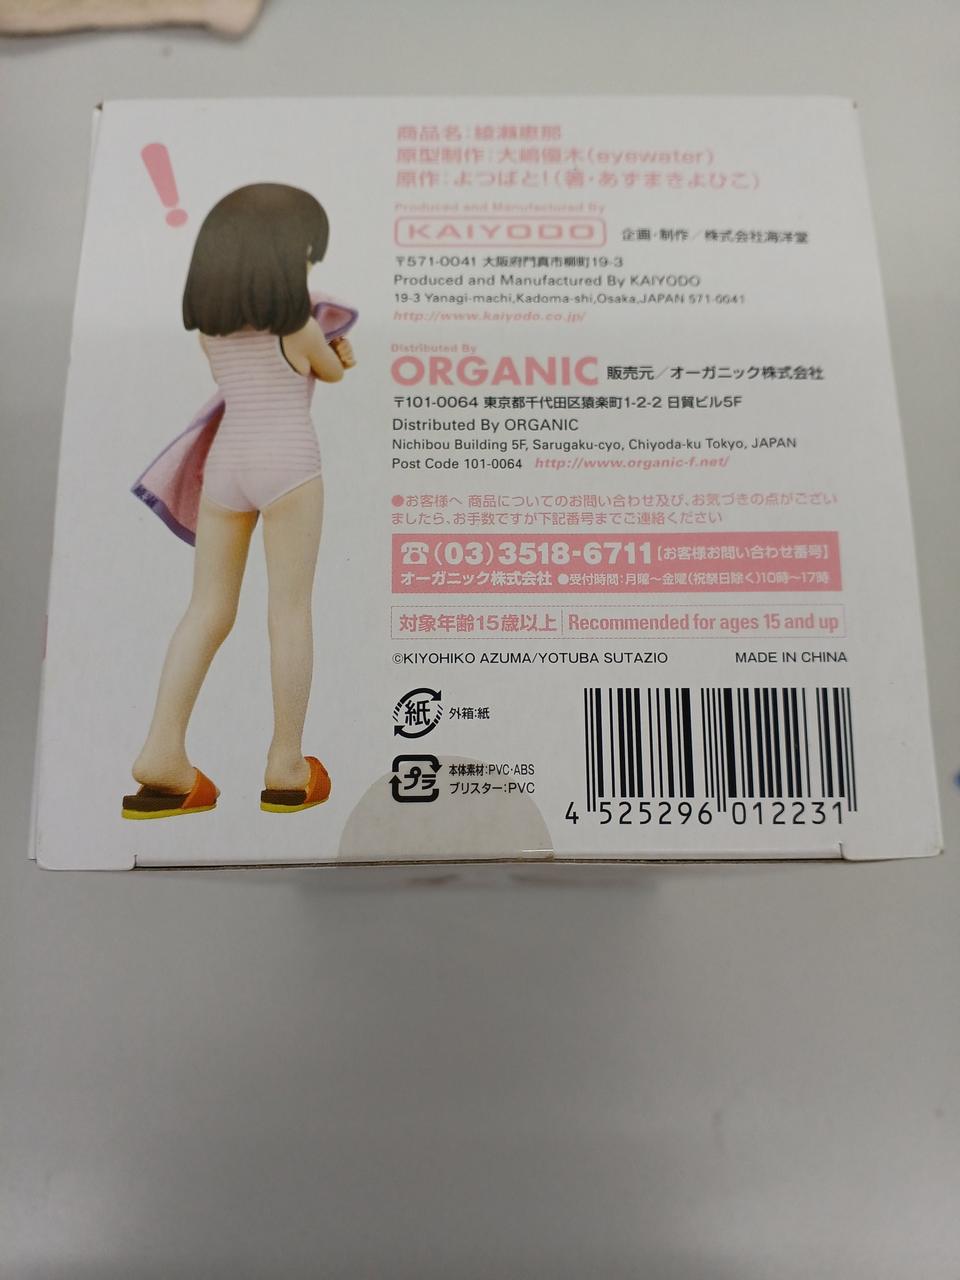 !
商品名：綾瀬恵那
原型制作：大嶋優木(eyewater)
原作：よつばと!(著・あずまきよひこ)
Produced and Manufactured By
KAIYODO 企画・制作／株式会社海洋堂
〒571-0041 大阪府門真市柳町19-3
Produced and Manufactured By KAIYODO
19-3 Yanagi-machi,Kadoma-shi,Osaka,JAPAN 571-0041
http://www.kaiyodo.co.jp/
Distributed By
ORGANIC 販売元／オーガニック株式会社
〒101-0064 東京都千代田区猿楽町1-2-2 日貿ビル5F
Distributed By ORGANIC
Nichibou Building 5F, Sarugaku-cyo, Chiyoda-ku Tokyo, JAPAN
Post Code 101-0064 http://www.organic-f.net/
●お客様へ 商品についてのお問い合わせ及び、お気づきの点がござい
ましたら、お手数ですが下記番号までご連絡ください
☎(03)3518-6711【お客様お問い合わせ番号】
オーガニック株式会社 ●受付時間：月曜〜金曜(祝祭日除く)10時〜17時
対象年齢15歳以上 Recommended for ages 15 and up
©KIYOHIKO AZUMA/YOTUBA SUTAZIO MADE IN CHINA
紙 外箱：紙
プラ 本体素材：PVC・ABS
ブリスター：PVC
4 525296 012231